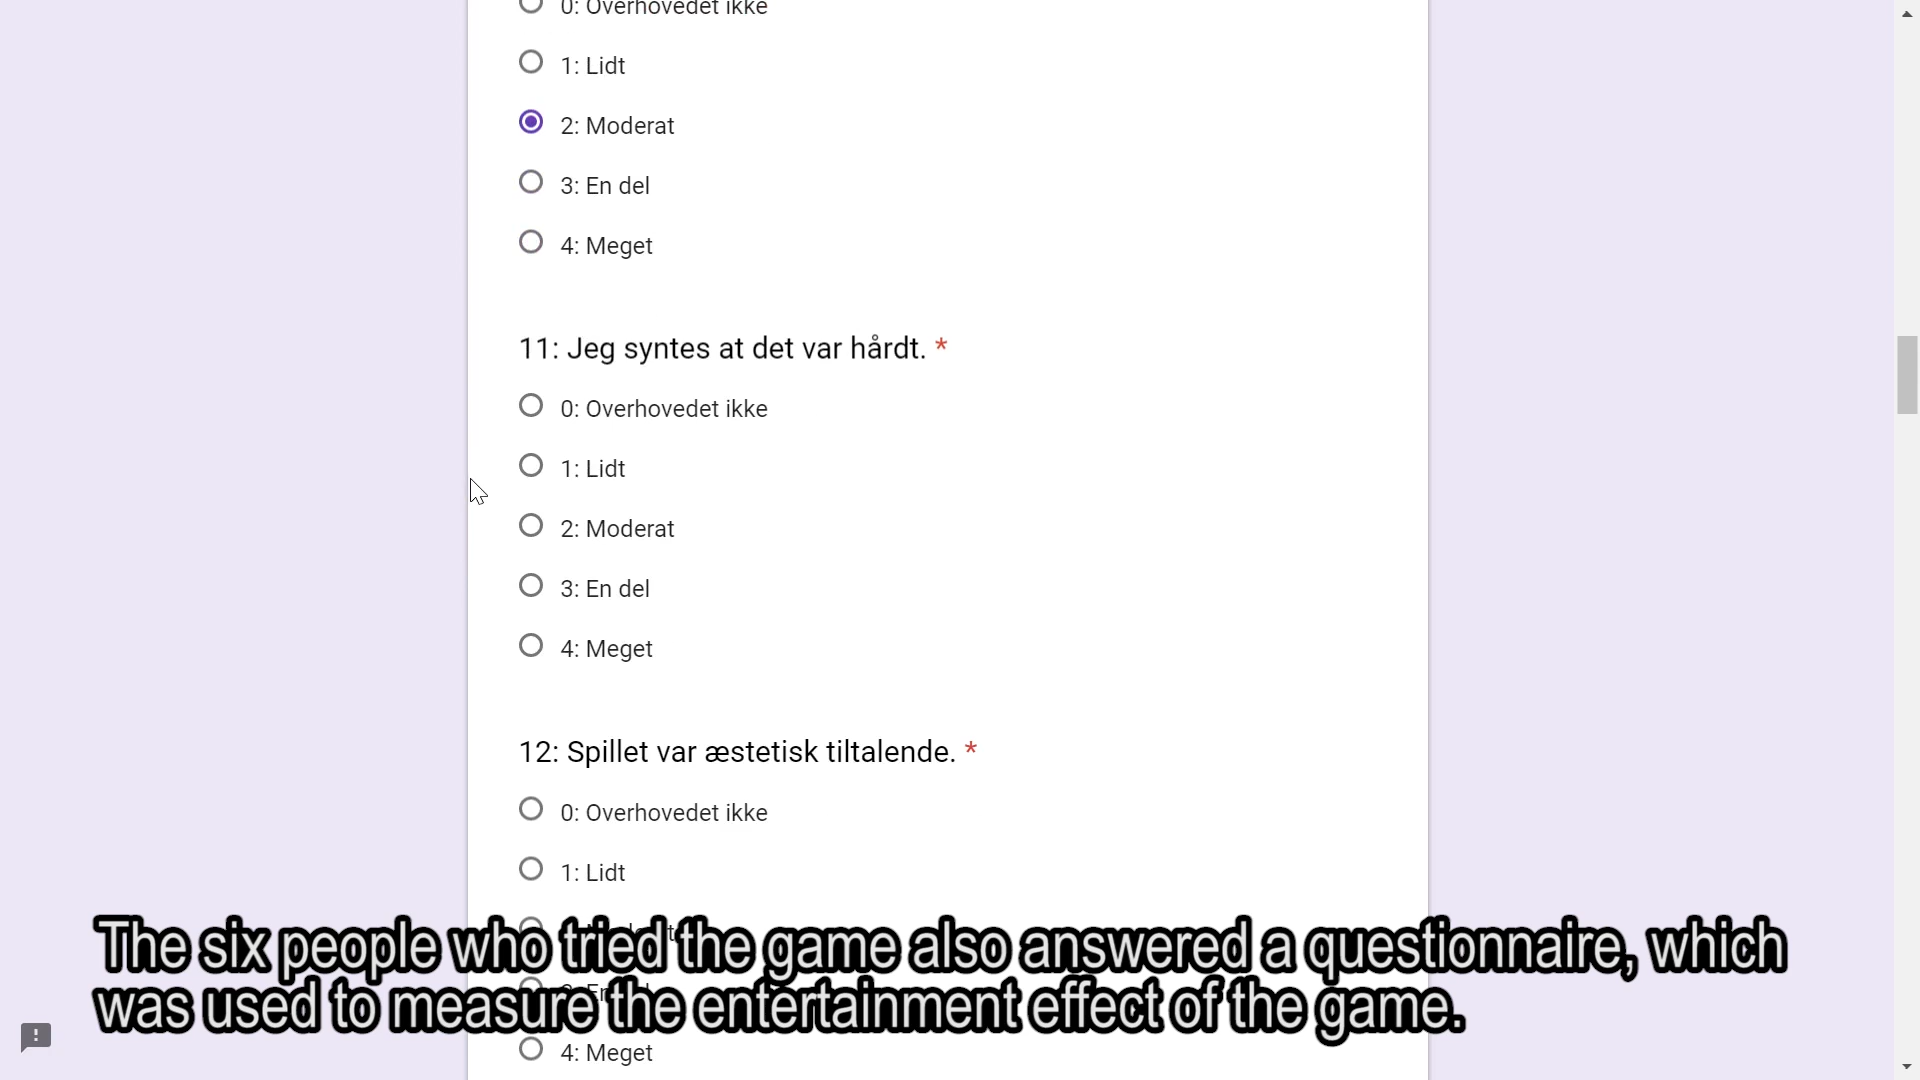 0: Overhovedet ikke
1: Lidt
2: Moderat
3: En del
4: Meget
11: Jeg syntes at det var hårdt. *
0: Overhovedet ikke
1: Lidt
2: Moderat
3: En del
4: Meget
12: Spillet var æstetisk tiltalende. *
0: Overhovedet ikke
1: Lidt
The six people who tried the game also answered a questionnaire, which
was used to measure the entertainment effect of the game.
4: Meget